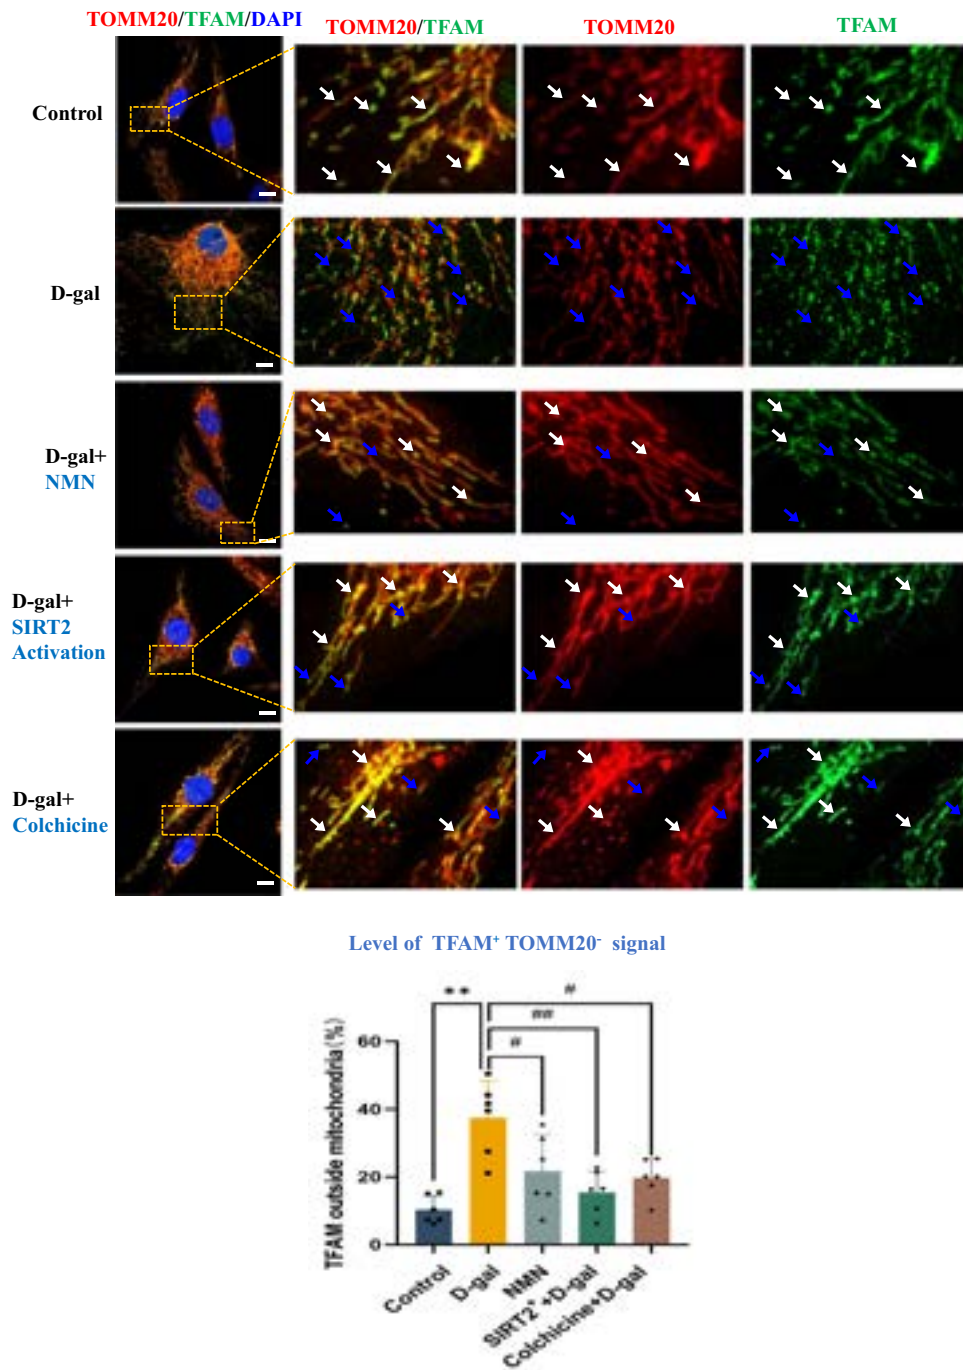 TOMM20/TFAM/DAPI
TOMM20/TFAM
TOMM20
TFAM
Control
D-gal
D-gal+
NMN
D-gal+
SIRT2
Activation
D-gal+
Colchicine
Level of TFAM⁺ TOMM20⁻ signal
**
#
##
#
TFAM outside mitochondria(%)
60
40
20
0
Control
D-gal
NMN
SIRT2⁺+D-gal
Colchicine+D-gal